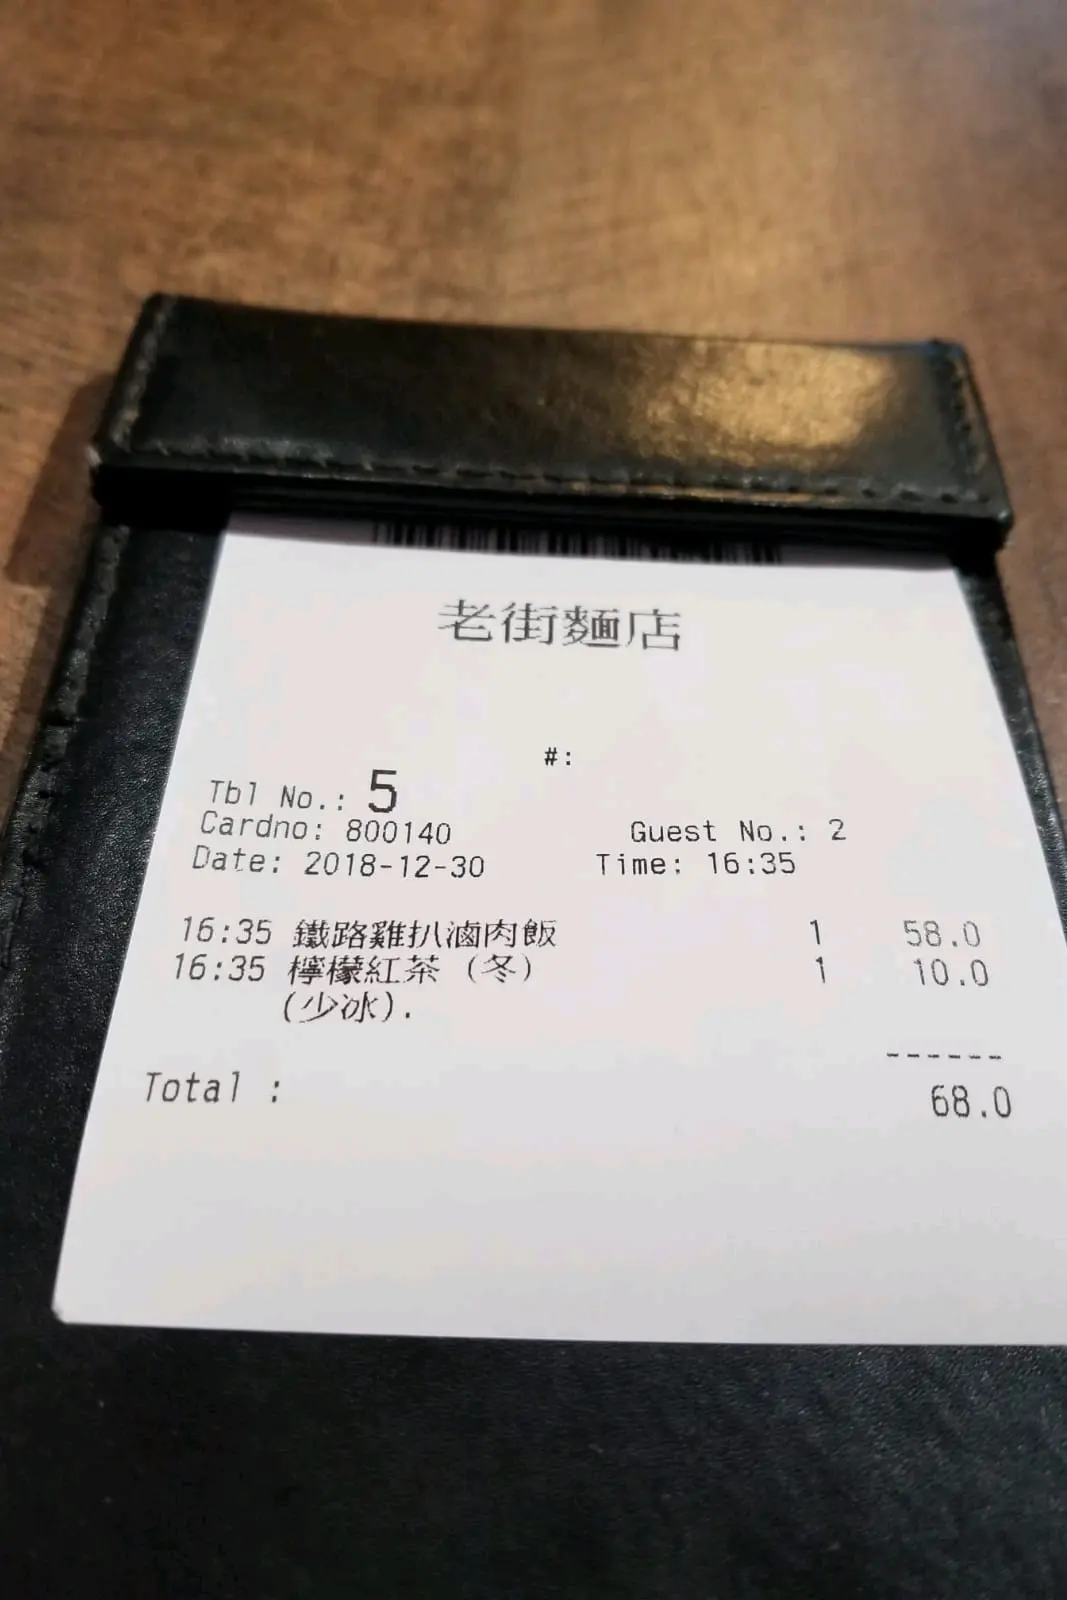 老街麵店
#:
Tbl No.: 5
Cardno: 800140 Guest No.: 2
Date: 2018-12-30 Time: 16:35
16:35 鐵路雞扒滷肉飯 1 58.0
16:35 檸檬紅茶 (冬) 1 10.0
(少冰).
------
Total : 68.0